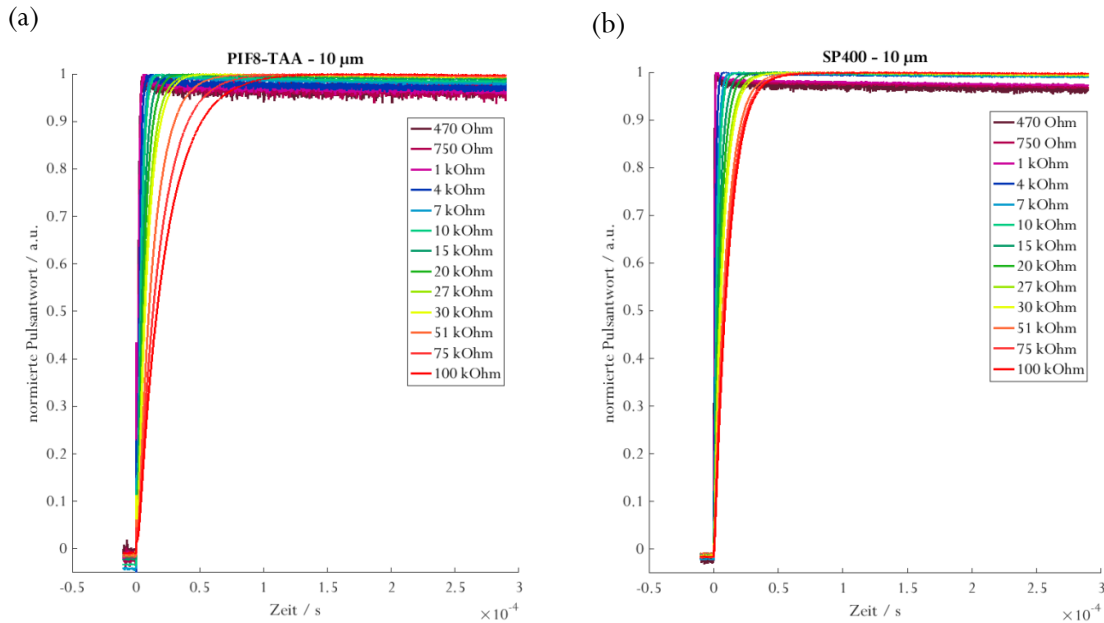 (a)
PIF8-TAA - 10 µm
normierte Pulsantwort / a.u.
1
0.9
0.8
0.7
0.6
0.5
0.4
0.3
0.2
0.1
0
-0.5
0
0.5
1
1.5
2
2.5
3
×10⁻⁴
Zeit / s
470 Ohm
750 Ohm
1 kOhm
4 kOhm
7 kOhm
10 kOhm
15 kOhm
20 kOhm
27 kOhm
30 kOhm
51 kOhm
75 kOhm
100 kOhm
(b)
SP400 - 10 µm
normierte Pulsantwort / a.u.
1
0.9
0.8
0.7
0.6
0.5
0.4
0.3
0.2
0.1
0
-0.5
0
0.5
1
1.5
2
2.5
3
×10⁻⁴
Zeit / s
470 Ohm
750 Ohm
1 kOhm
4 kOhm
7 kOhm
10 kOhm
15 kOhm
20 kOhm
27 kOhm
30 kOhm
51 kOhm
75 kOhm
100 kOhm